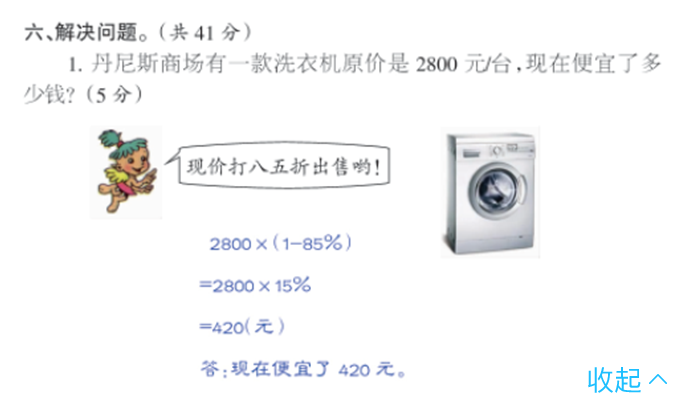 六、解决问题。（共 41 分）
1. 丹尼斯商场有一款洗衣机原价是 2800 元/台，现在便宜了多
少钱?（5 分）
现价打八五折出售哟!
2800×(1-85%)
=2800×15%
=420(元)
答:现在便宜了 420 元。
收起